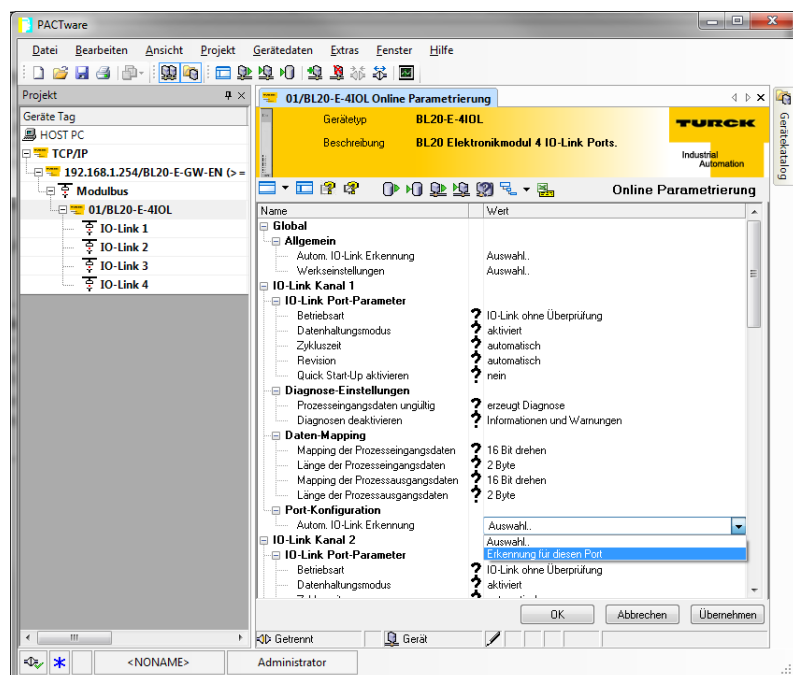 PACTware
Datei Bearbeiten Ansicht Projekt Gerätedaten Extras Fenster Hilfe
Projekt
Geräte Tag
HOST PC
TCP/IP
192.168.1.254/BL20-E-GW-EN (> =
Modulbus
01/BL20-E-4IOL
IO-Link 1
IO-Link 2
IO-Link 3
IO-Link 4
01/BL20-E-4IOL Online Parametrierung
Gerätetyp BL20-E-4IOL
Beschreibung BL20 Elektronikmodul 4 IO-Link Ports.
TURCK
Industrial
Automation
Gerätekatalog
Online Parametrierung
Name Wert
Global
Allgemein
Autom. IO-Link Erkennung Auswahl..
Werkseinstellungen Auswahl..
IO-Link Kanal 1
IO-Link Port-Parameter
Betriebsart ? IO-Link ohne Überprüfung
Datenhaltungsmodus ? aktiviert
Zykluszeit ? automatisch
Revision ? automatisch
Quick Start-Up aktivieren ? nein
Diagnose-Einstellungen
Prozesseingangsdaten ungültig ? erzeugt Diagnose
Diagnosen deaktivieren ? Informationen und Warnungen
Daten-Mapping
Mapping der Prozesseingangsdaten ? 16 Bit drehen
Länge der Prozesseingangsdaten ? 2 Byte
Mapping der Prozessausgangsdaten ? 16 Bit drehen
Länge der Prozessausgangsdaten ? 2 Byte
Port-Konfiguration
Autom. IO-Link Erkennung Auswahl..
Auswahl..
Erkennung für diesen Port
IO-Link Kanal 2
IO-Link Port-Parameter
Betriebsart ? IO-Link ohne Überprüfung
Datenhaltungsmodus ? aktiviert
OK Abbrechen Übernehmen
Getrennt Gerät
<NONAME> Administrator